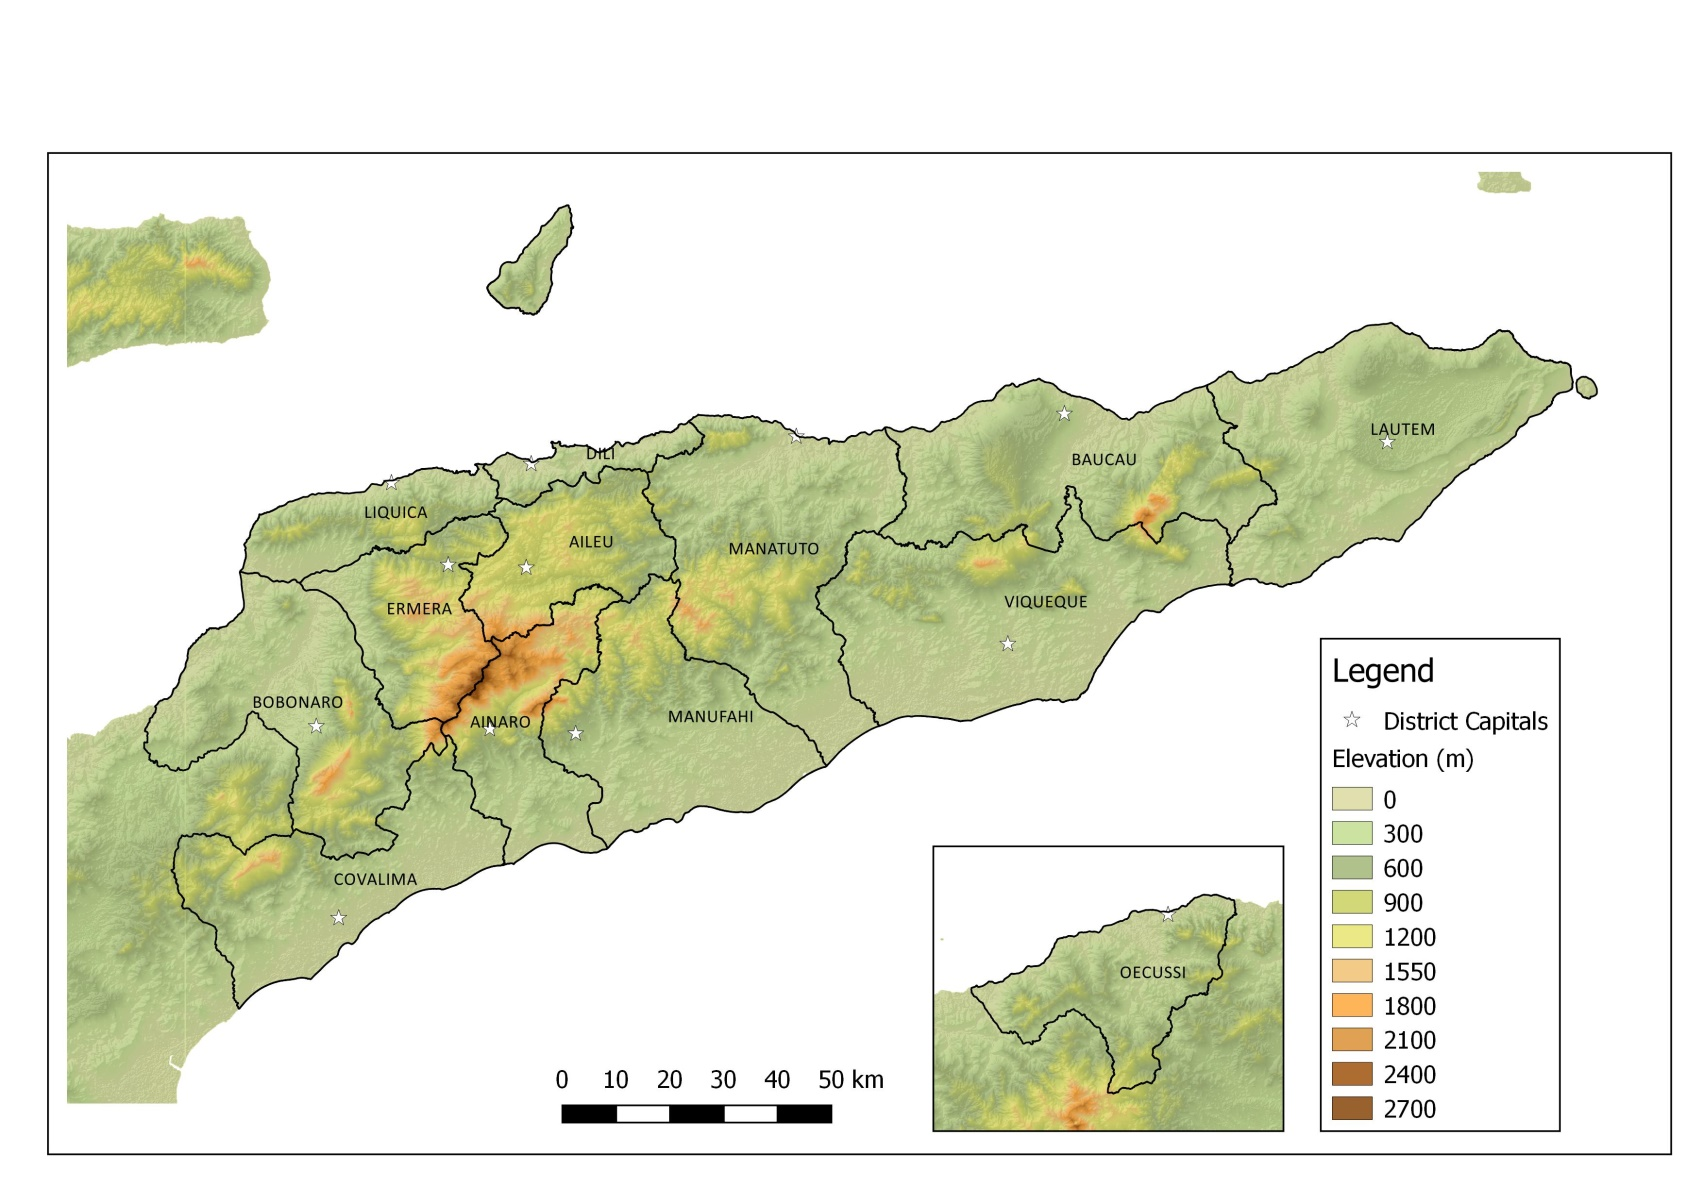 DILI
LAUTEM
BAUCAU
LIQUICA
AILEU
MANATUTO
ERMERA
VIQUEQUE
BOBONARO
AINARO
MANUFAHI
COVALIMA
OECUSSI
0 10 20 30 40 50 km
Legend
District Capitals
Elevation (m)
0
300
600
900
1200
1550
1800
2100
2400
2700